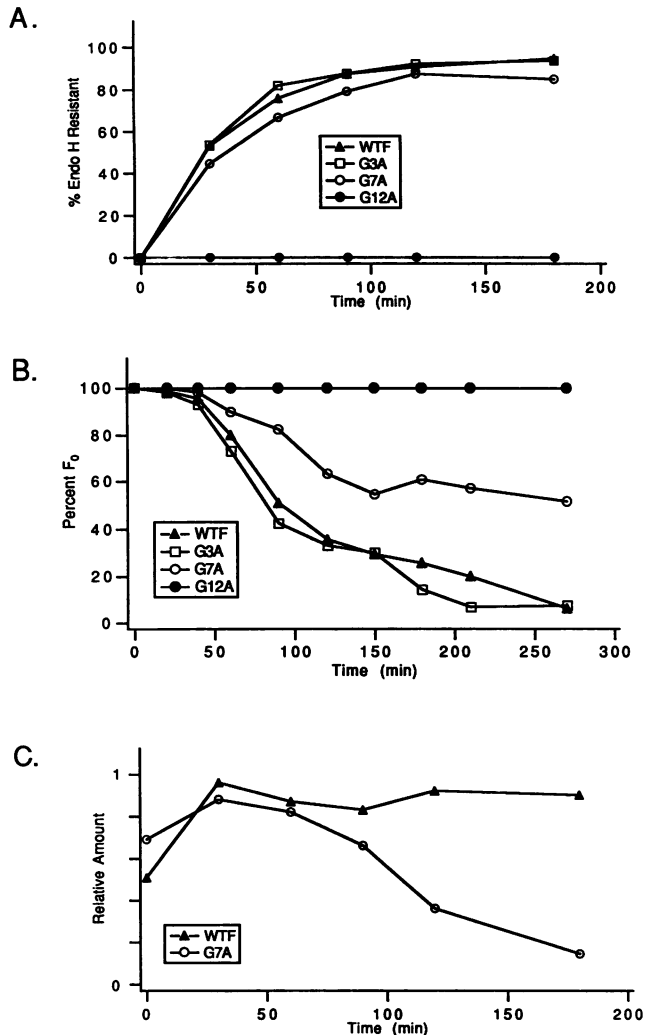 A.
% Endo H Resistant
100
80
60
40
20
0
WTF
G3A
G7A
G12A
0 50 100 150 200
Time (min)
B.
Percent F0
100
80
60
40
20
0
WTF
G3A
G7A
G12A
0 50 100 150 200 250 300
Time (min)
C.
Relative Amount
1
0
WTF
G7A
0 50 100 150 200
Time (min)